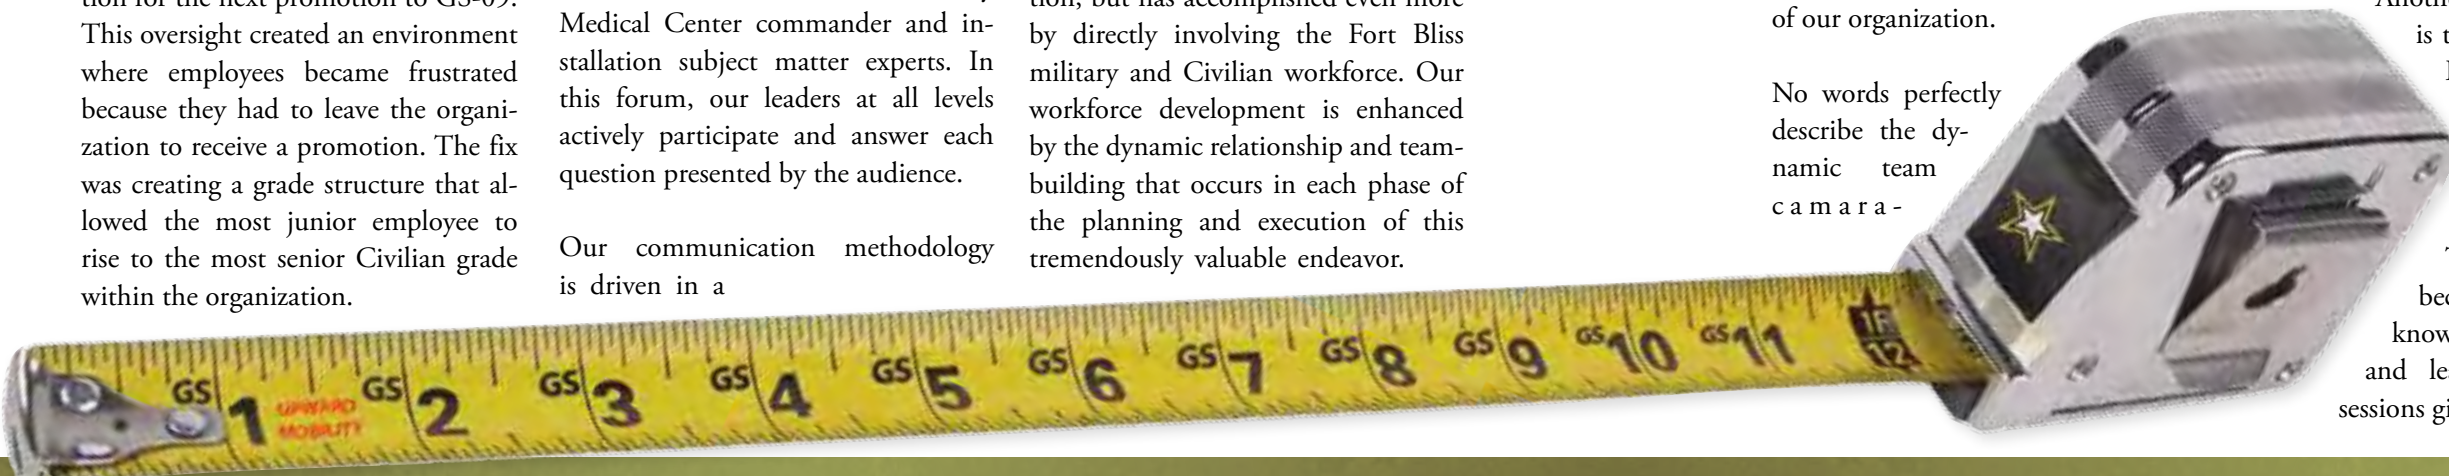 tion for the next promotion to GS-09.
This oversight created an environment
where employees became frustrated
because they had to leave the organi-
zation to receive a promotion. The fix
was creating a grade structure that al-
lowed the most junior employee to
rise to the most senior Civilian grade
within the organization.
Medical Center commander and in-
stallation subject matter experts. In
this forum, our leaders at all levels
actively participate and answer each
question presented by the audience.
Our communication methodology
is driven in a
tion, but has accomplished even more
by directly involving the Fort Bliss
military and Civilian workforce. Our
workforce development is enhanced
by the dynamic relationship and team-
building that occurs in each phase of
the planning and execution of this
tremendously valuable endeavor.
of our organization.
No words perfectly
describe the dy-
namic team
camara-
is
and
sessions
GS 1 UPWARD MOBILITY GS 2 GS 3 GS 4 GS 5 GS 6 GS 7 GS 8 GS 9 GS 10 GS 11 1F 12